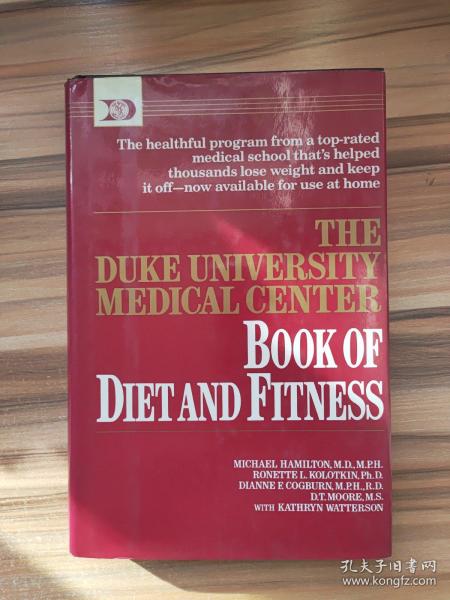 The healthful program from a top-rated
medical school that's helped
thousands lose weight and keep
it off—now available for use at home
THE
DUKE UNIVERSITY
MEDICAL CENTER
BOOK OF
DIET AND FITNESS
MICHAEL HAMILTON, M.D., M.P.H.
RONETTE L. KOLOTKIN, Ph.D.
DIANNE F. COGBURN, M.P.H., R.D.
D.T. MOORE, M.S.
WITH KATHRYN WATTERSON
孔夫子旧书网
www.kongfz.com